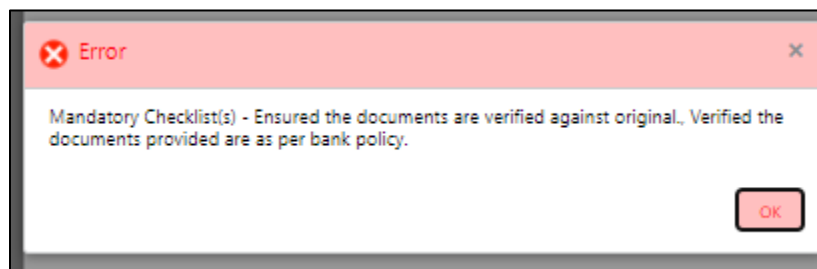 Error
Mandatory Checklist(s) - Ensured the documents are verified against original., Verified the
documents provided are as per bank policy.
OK